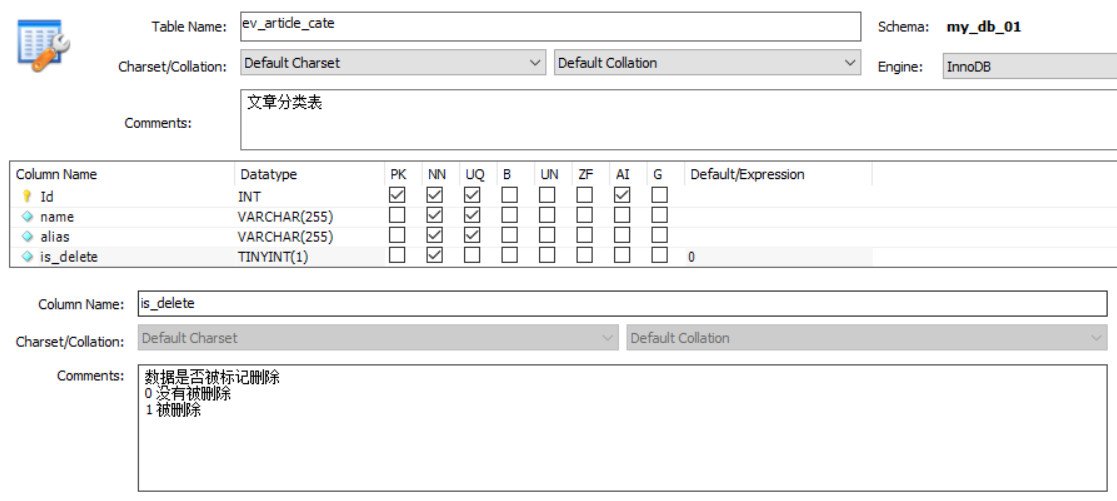 Table Name: ev_article_cate Schema: my_db_01
Charset/Collation: Default Charset Default Collation Engine: InnoDB
Comments: 文章分类表
Column Name Datatype PK NN UQ B UN ZF AI G Default/Expression
Id INT
name VARCHAR(255)
alias VARCHAR(255)
is_delete TINYINT(1) 0
Column Name: is_delete
Charset/Collation: Default Charset Default Collation
Comments: 数据是否被标记删除
0 没有被删除
1 被删除